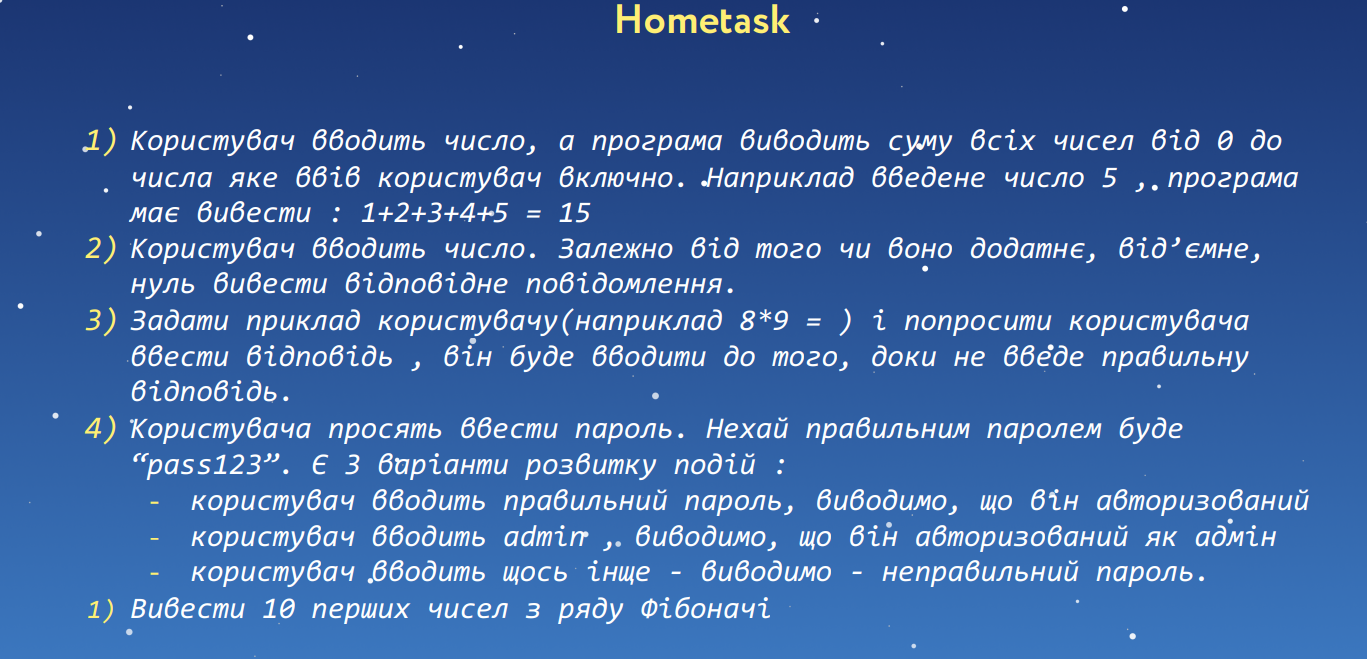 Hometask
1) Користувач вводить число, а програма виводить суму всіх чисел від 0 до
числа яке ввів користувач включно. Наприклад введене число 5 , програма
має вивести : 1+2+3+4+5 = 15
2) Користувач вводить число. Залежно від того чи воно додатнє, від’ємне,
нуль вивести відповідне повідомлення.
3) Задати приклад користувачу(наприклад 8*9 = ) і попросити користувача
ввести відповідь , він буде вводити до того, доки не введе правильну
відповідь.
4) Користувача просять ввести пароль. Нехай правильним паролем буде
“pass123”. Є 3 варіанти розвитку подій :
- користувач вводить правильний пароль, виводимо, що він авторизований
- користувач вводить admin , виводимо, що він авторизований як адмін
- користувач вводить щось інще - виводимо - неправильний пароль.
1) Вивести 10 перших чисел з ряду Фібоначі